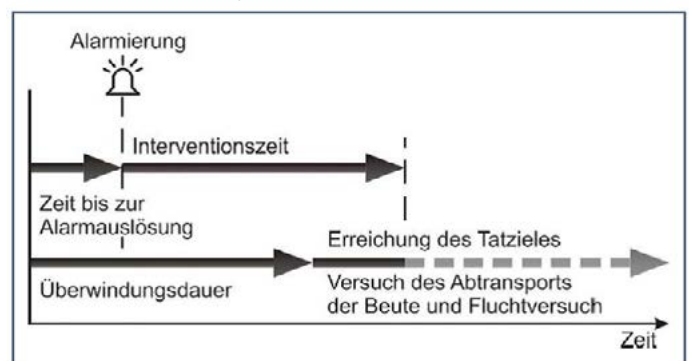 Alarmierung
Interventionszeit
Zeit bis zur
Alarmauslösung
Erreichung des Tatzieles
Überwindungsdauer
Versuch des Abtransports
der Beute und Fluchtversuch
Zeit